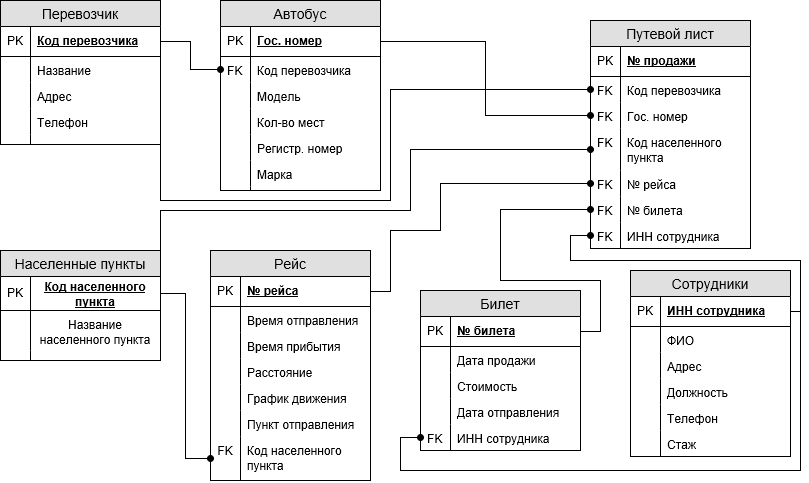 Перевозчик
PK Код перевозчика
Название
Адрес
Телефон
Автобус
PK Гос. номер
FK Код перевозчика
Модель
Кол-во мест
Регистр. номер
Марка
Путевой лист
PK № продажи
FK Код перевозчика
FK Гос. номер
FK Код населенного
пункта
FK № рейса
FK № билета
FK ИНН сотрудника
Населенные пункты
PK Код населенного
пункта
Название
населенного пункта
Рейс
PK № рейса
Время отправления
Время прибытия
Расстояние
График движения
Пункт отправления
FK Код населенного
пункта
Билет
PK № билета
Дата продажи
Стоимость
Дата отправления
FK ИНН сотрудника
Сотрудники
PK ИНН сотрудника
ФИО
Адрес
Должность
Телефон
Стаж